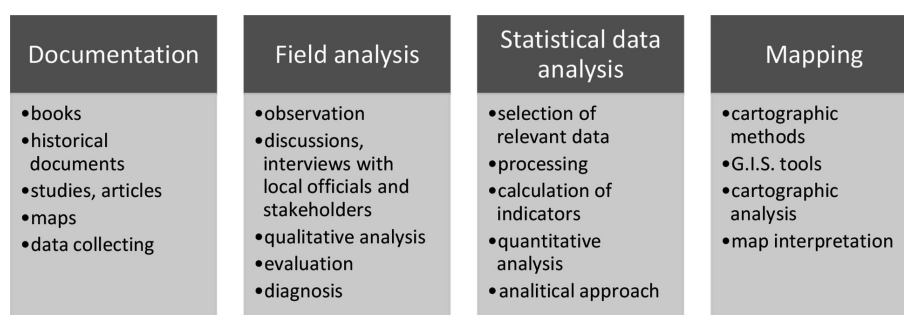 Documentation
•books
•historical
documents
•studies, articles
•maps
•data collecting
Field analysis
•observation
•discussions,
interviews with
local officials and
stakeholders
•qualitative analysis
•evaluation
•diagnosis
Statistical data
analysis
•selection of
relevant data
•processing
•calculation of
indicators
•quantitative
analysis
•analitical approach
Mapping
•cartographic
methods
•G.I.S. tools
•cartographic
analysis
•map interpretation